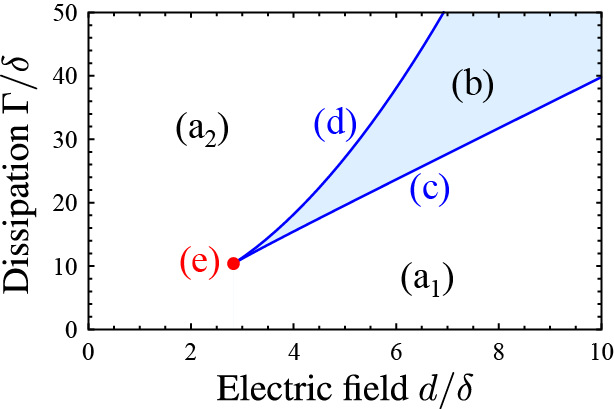 50
40
30
20
10
0
Dissipation Γ/δ
(b)
(d)
(a₂)
(c)
(e)
(a₁)
0 2 4 6 8 10
Electric field d/δ